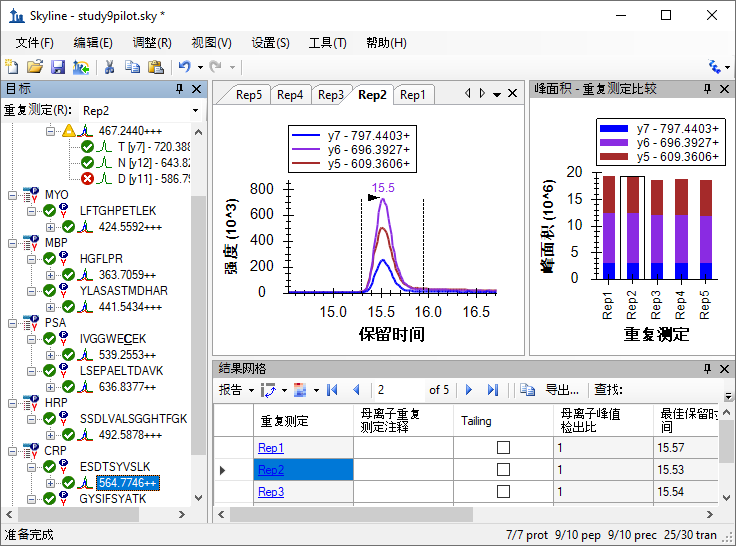 Skyline - study9pilot.sky *
文件(F) 编辑(E) 调整(R) 视图(V) 设置(S) 工具(T) 帮助(H)
目标
重复测定(R): Rep2
467.2440+++
T [y7] - 720.388
N [y12] - 643.82
D [y11] - 586.79
MYO
LFTGHPETLEK
424.5592+++
MBP
HGFLPR
363.7059+++
YLASASTMDHAR
441.5434+++
PSA
IVGGWECEK
539.2553++
LSEPAELTDAVK
636.8377++
HRP
SSDLVALSGGHTFGK
492.5878+++
CRP
ESDTSYVSLK
564.7746++
GYSIFSYATK
Rep5 Rep4 Rep3 Rep2 Rep1
y7 - 797.4403+
y6 - 696.3927+
y5 - 609.3606+
15.5
强度 (10^3)
800
600
400
200
0
15.0 15.5 16.0 16.5
保留时间
峰面积 - 重复测定比较
y7 - 797.4403+
y6 - 696.3927+
y5 - 609.3606+
峰面积 (10^6)
20
15
10
5
0
Rep1 Rep2 Rep3 Rep4 Rep5
重复测定
结果网格
报告 2 of 5 导出... 查找:
重复测定 母离子重复测定注释 Tailing 母离子峰值检出比 最佳保留时间
Rep1 1 15.57
Rep2 1 15.53
Rep3 1 15.54
准备完成 7/7 prot 9/10 pep 9/10 prec 25/30 tran